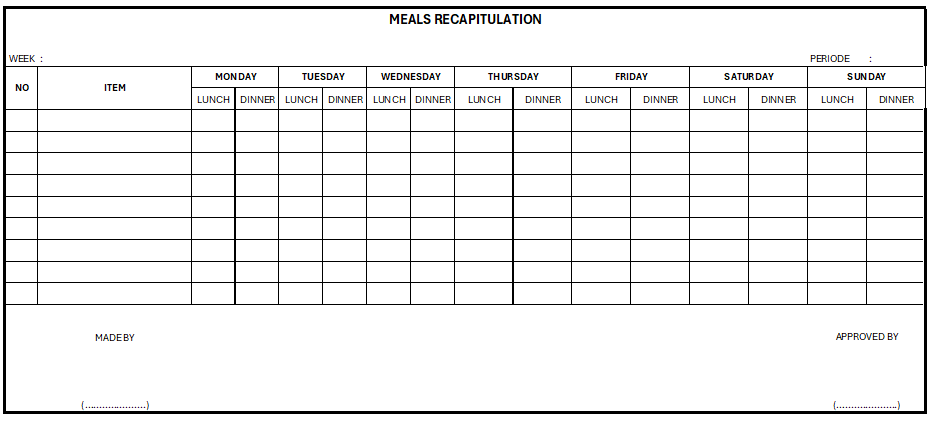 MEALS RECAPITULATION
WEEK : PERIODE :
NO ITEM MONDAY TUESDAY WEDNESDAY THURSDAY FRIDAY SATURDAY SUNDAY
LUNCH DINNER LUNCH DINNER LUNCH DINNER LUNCH DINNER LUNCH DINNER LUNCH DINNER LUNCH DINNER
MADE BY APPROVED BY
(......................) (......................)